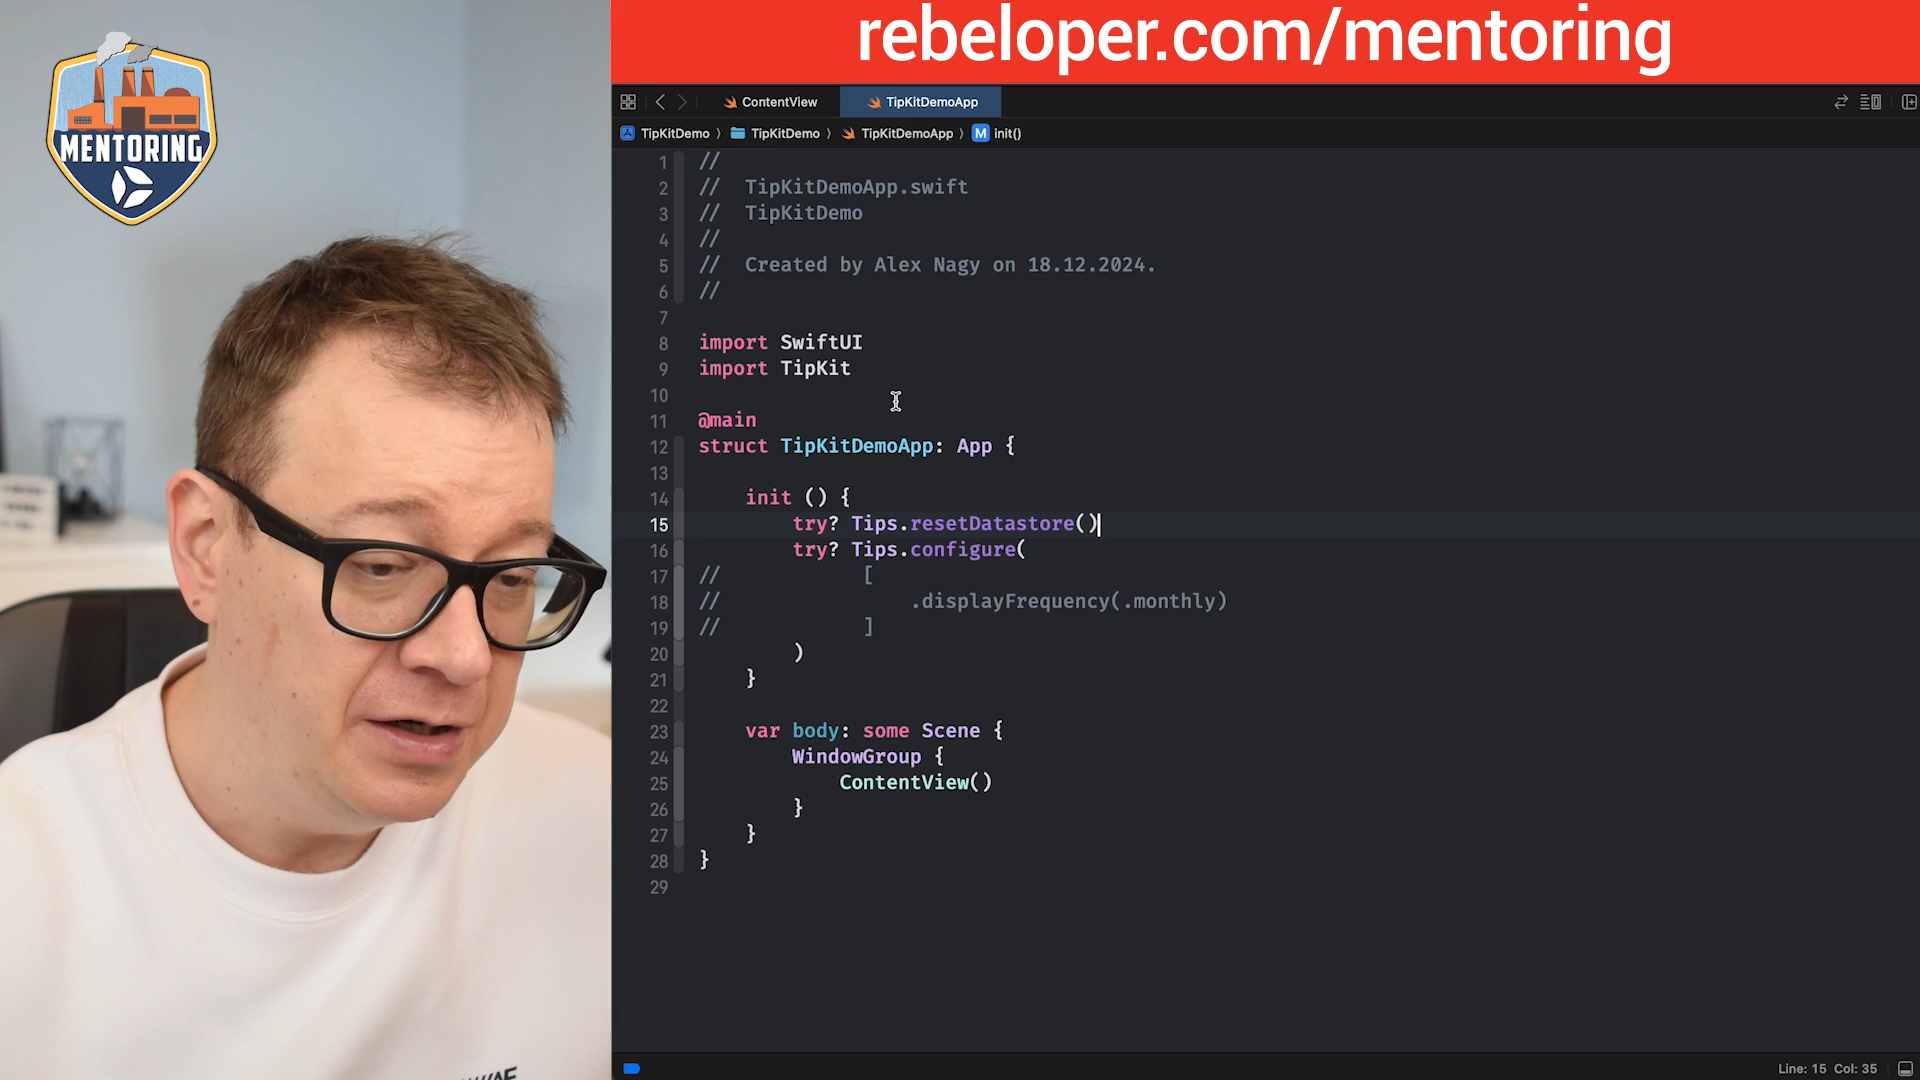 rebeloper.com/mentoring
MENTORING
ContentView
TipKitDemoApp
TipKitDemo 〉 TipKitDemo 〉 TipKitDemoApp 〉 M init()
1 //
2 //  TipKitDemoApp.swift
3 //  TipKitDemo
4 //
5 //  Created by Alex Nagy on 18.12.2024.
6 //
7
8 import SwiftUI
9 import TipKit
10
11 @main
12 struct TipKitDemoApp: App {
13
14     init () {
15         try? Tips.resetDatastore()
16         try? Tips.configure(
17 //            [
18 //                .displayFrequency(.monthly)
19 //            ]
20         )
21     }
22
23     var body: some Scene {
24         WindowGroup {
25             ContentView()
26         }
27     }
28 }
29
Line: 15 Col: 35